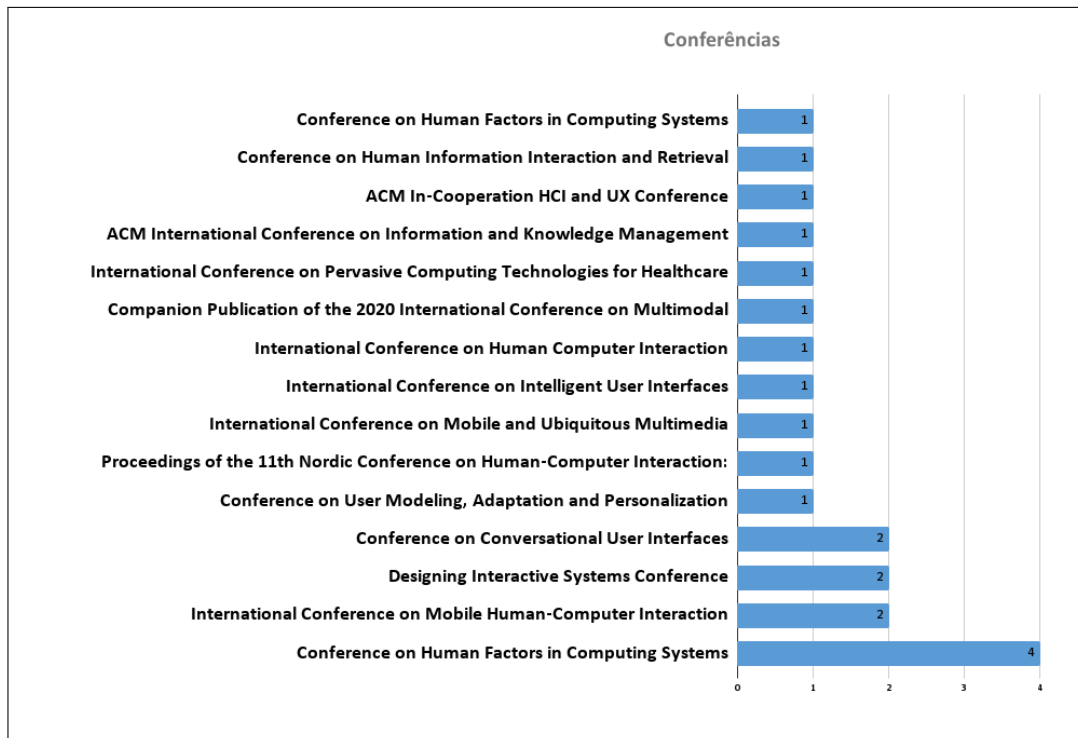 Conferências
Conference on Human Factors in Computing Systems 1
Conference on Human Information Interaction and Retrieval 1
ACM In-Cooperation HCI and UX Conference 1
ACM International Conference on Information and Knowledge Management 1
International Conference on Pervasive Computing Technologies for Healthcare 1
Companion Publication of the 2020 International Conference on Multimodal 1
International Conference on Human Computer Interaction 1
International Conference on Intelligent User Interfaces 1
International Conference on Mobile and Ubiquitous Multimedia 1
Proceedings of the 11th Nordic Conference on Human-Computer Interaction: 1
Conference on User Modeling, Adaptation and Personalization 1
Conference on Conversational User Interfaces 2
Designing Interactive Systems Conference 2
International Conference on Mobile Human-Computer Interaction 2
Conference on Human Factors in Computing Systems 4
0 1 2 3 4